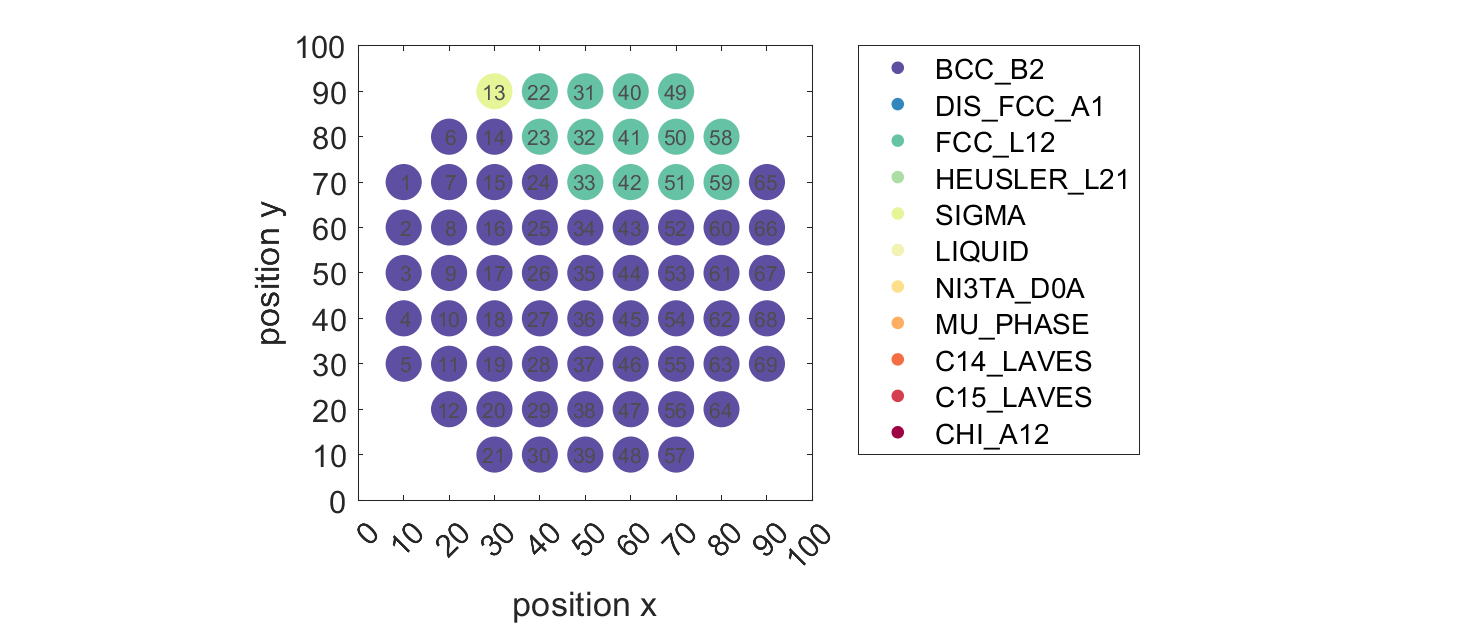 100
90
80
70
60
50
40
30
20
10
0
position y
13 22 31 40 49
6 14 23 32 41 50 58
1 7 15 24 33 42 51 59 65
2 8 16 25 34 43 52 60 66
3 9 17 26 35 44 53 61 67
4 10 18 27 36 45 54 62 68
5 11 19 28 37 46 55 63 69
12 20 29 38 47 56 64
21 30 39 48 57
0 10 20 30 40 50 60 70 80 90 100
position x
BCC_B2
DIS_FCC_A1
FCC_L12
HEUSLER_L21
SIGMA
LIQUID
NI3TA_D0A
MU_PHASE
C14_LAVES
C15_LAVES
CHI_A12